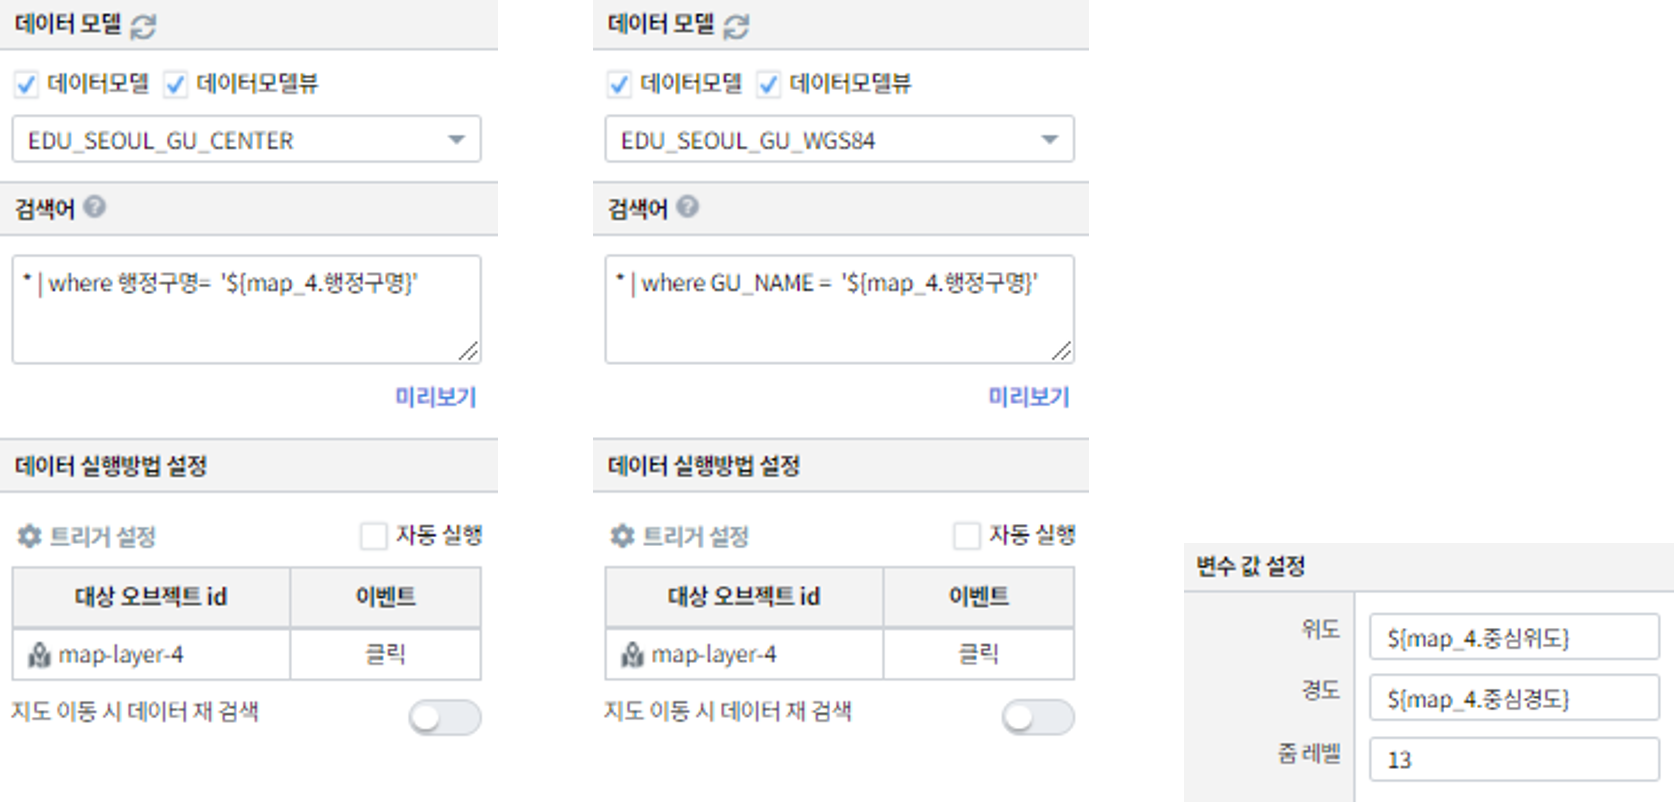 데이터 모델
데이터모델 데이터모델뷰
EDU_SEOUL_GU_CENTER
검색어 ?
* | where 행정구명= '${map_4.행정구명}'
미리보기
데이터 실행방법 설정
트리거 설정 자동 실행
대상 오브젝트 id 이벤트
map-layer-4 클릭
지도 이동 시 데이터 재 검색
데이터 모델
데이터모델 데이터모델뷰
EDU_SEOUL_GU_WGS84
검색어 ?
* | where GU_NAME = '${map_4.행정구명}'
미리보기
데이터 실행방법 설정
트리거 설정 자동 실행
대상 오브젝트 id 이벤트
map-layer-4 클릭
지도 이동 시 데이터 재 검색
변수 값 설정
위도 ${map_4.중심위도}
경도 ${map_4.중심경도}
줌 레벨 13